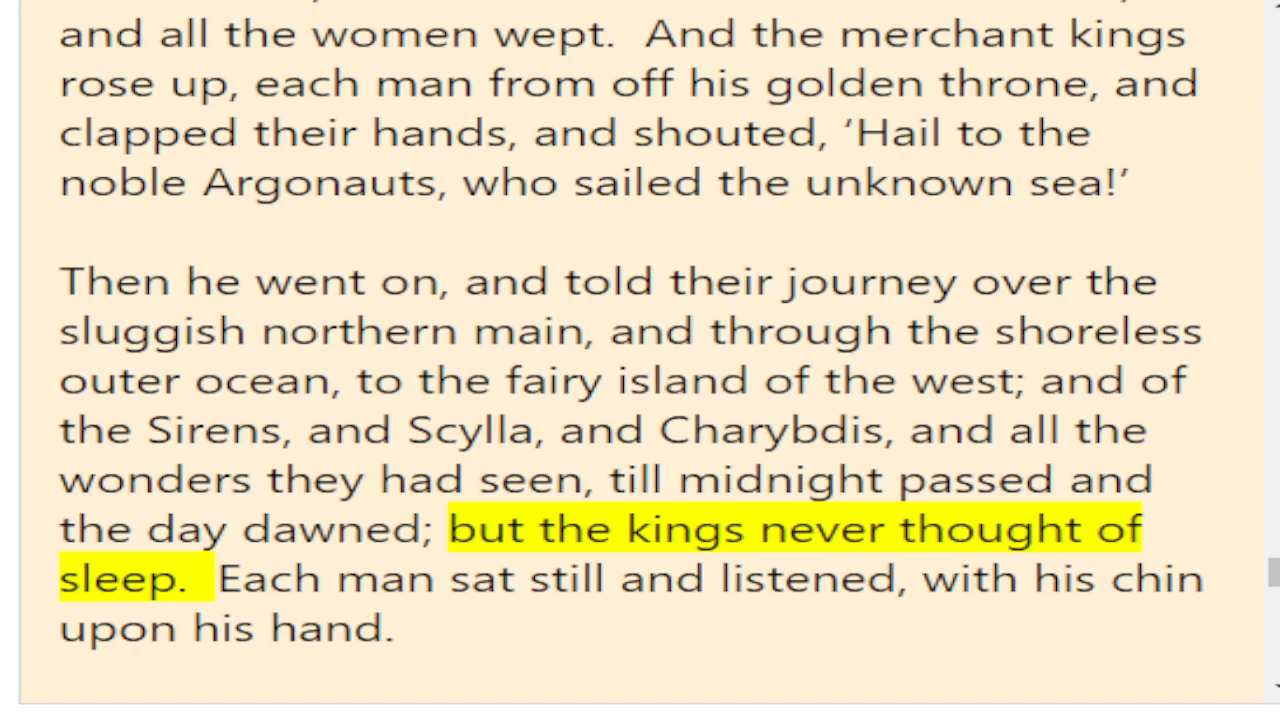 and all the women wept.  And the merchant kings
rose up, each man from off his golden throne, and
clapped their hands, and shouted, ‘Hail to the
noble Argonauts, who sailed the unknown sea!’
Then he went on, and told their journey over the
sluggish northern main, and through the shoreless
outer ocean, to the fairy island of the west; and of
the Sirens, and Scylla, and Charybdis, and all the
wonders they had seen, till midnight passed and
the day dawned; but the kings never thought of
sleep.  Each man sat still and listened, with his chin
upon his hand.